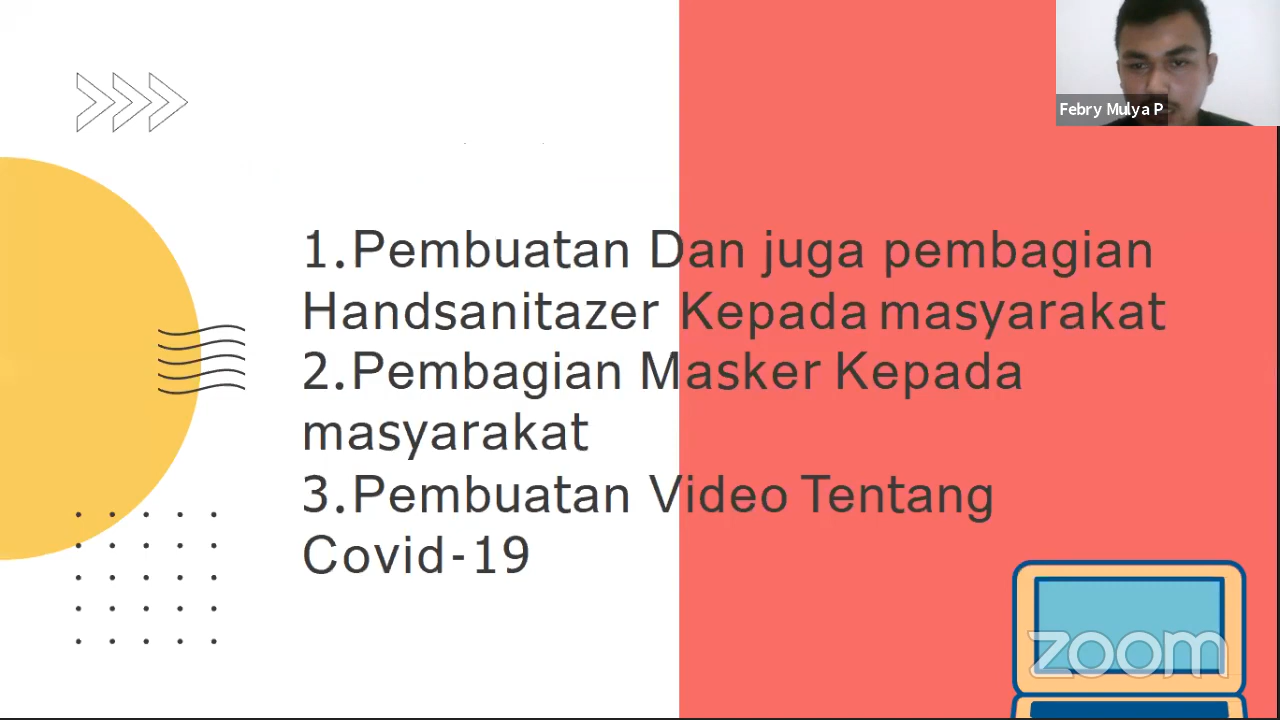 Febry Mulya P
1.Pembuatan Dan juga pembagian
Handsanitazer Kepada masyarakat
2.Pembagian Masker Kepada
masyarakat
3.Pembuatan Video Tentang
Covid-19
zoom